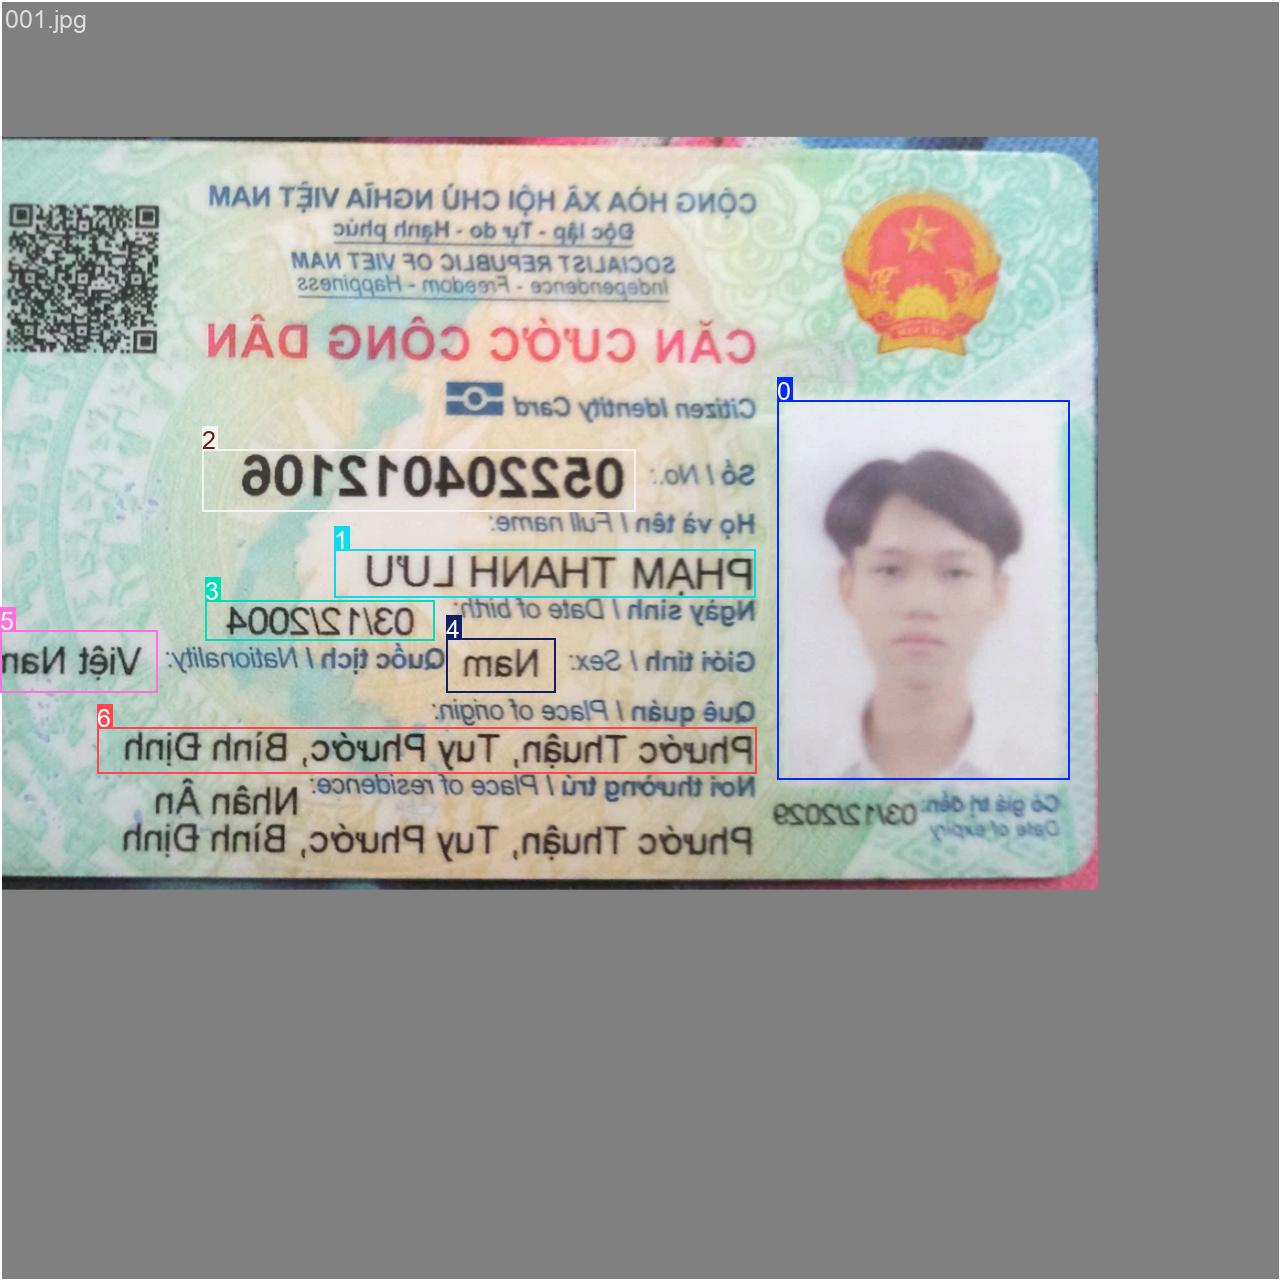 001.jpg
CỘNG HÒA XÃ HỘI CHỦ NGHĨA VIỆT NAM
Độc lập - Tự do - Hạnh phúc
SOCIALIST REPUBLIC OF VIET NAM
Independence - Freedom - Happiness
CĂN CƯỚC CÔNG DÂN
Citizen Identity Card
0
2
Số / No.: 052204012106
Họ và tên / Full name:
1
PHẠM THANH LƯU
3
Ngày sinh / Date of birth: 03/12/2004
4
5
Giới tính / Sex: Nam Quốc tịch / Nationality: Việt
Quê quán / Place of origin:
6
Phước Thuận, Tuy Phước, Bình Định
Nơi thường trú / Place of residence: Nhân Ân
Phước Thuận, Tuy Phước, Bình Định
Có giá trị đến: 03/12/2029
Date of expiry